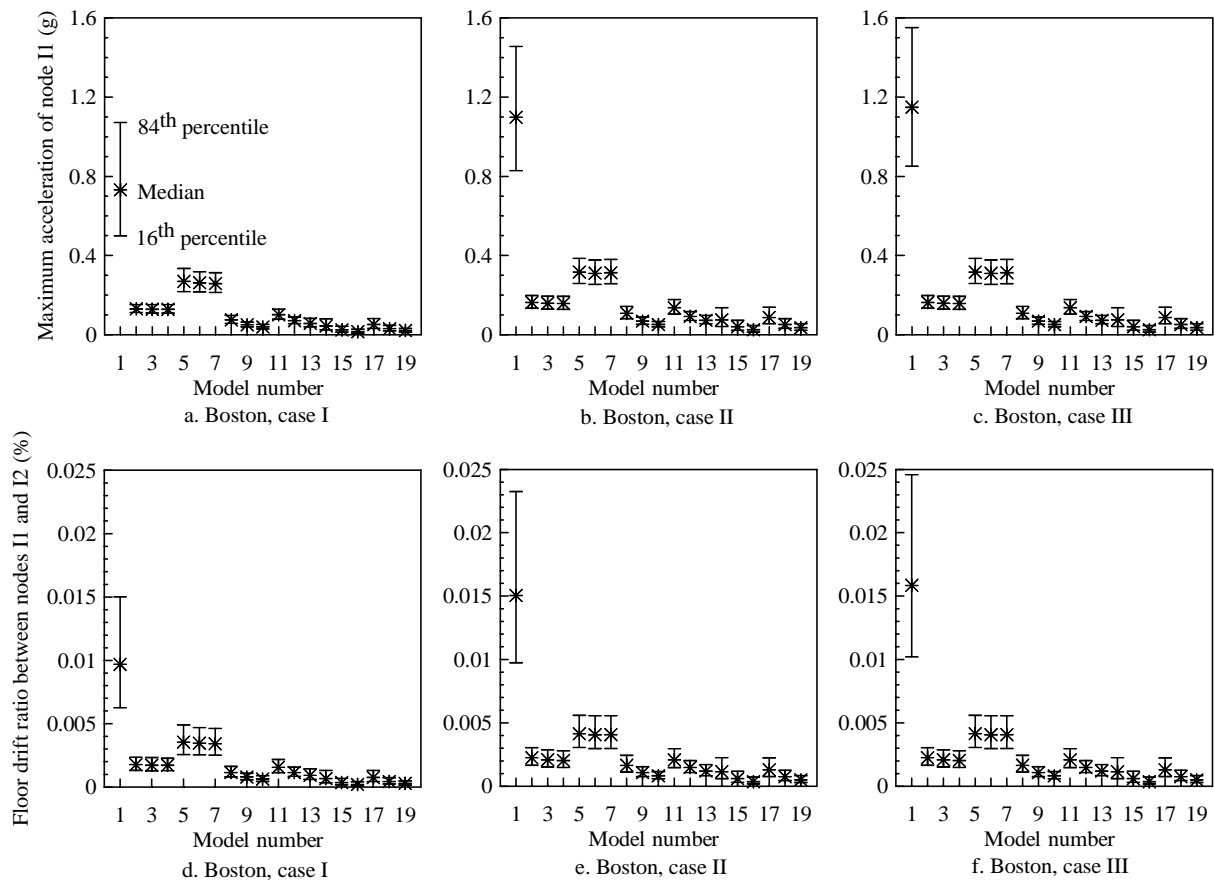 Maximum acceleration of node I1 (g)
1.6
1.2
0.8
0.4
0
84th percentile
Median
16th percentile
1 3 5 7 9 11 13 15 17 19
Model number
a. Boston, case I
1.6
1.2
0.8
0.4
0
1 3 5 7 9 11 13 15 17 19
Model number
b. Boston, case II
1.6
1.2
0.8
0.4
0
1 3 5 7 9 11 13 15 17 19
Model number
c. Boston, case III
Floor drift ratio between nodes I1 and I2 (%)
0.025
0.02
0.015
0.01
0.005
0
1 3 5 7 9 11 13 15 17 19
Model number
d. Boston, case I
0.025
0.02
0.015
0.01
0.005
0
1 3 5 7 9 11 13 15 17 19
Model number
e. Boston, case II
0.025
0.02
0.015
0.01
0.005
0
1 3 5 7 9 11 13 15 17 19
Model number
f. Boston, case III